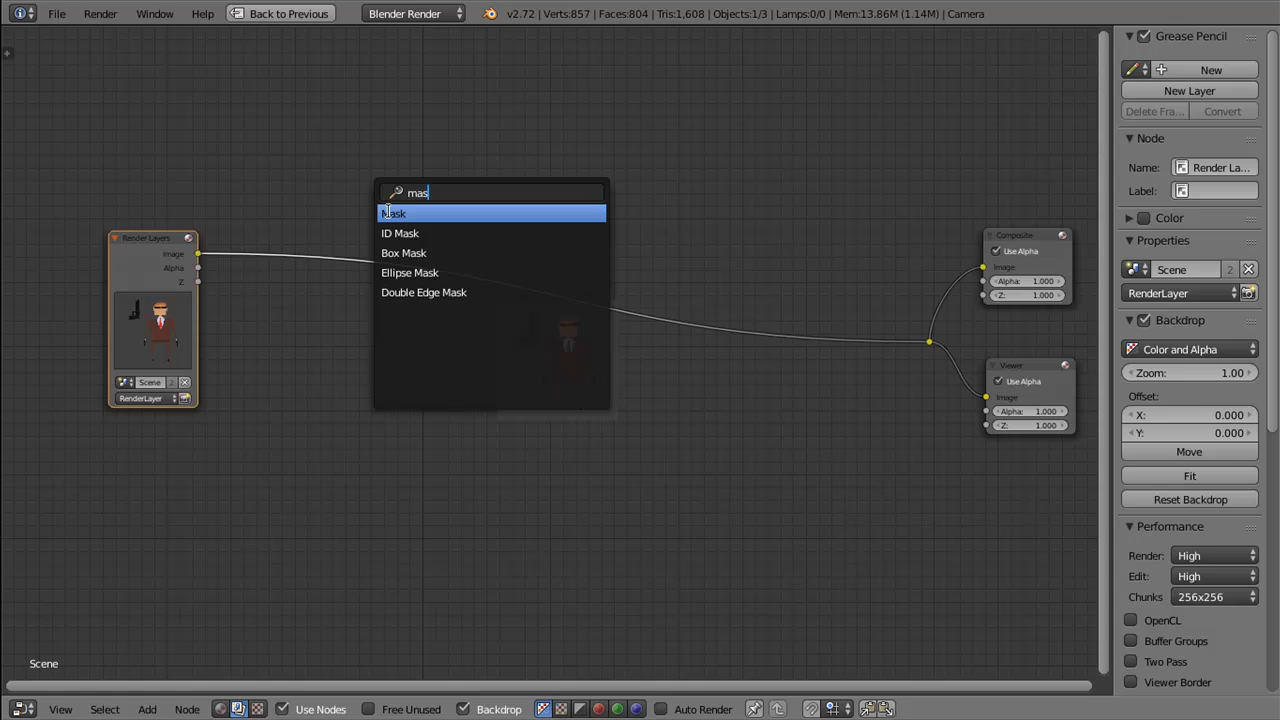 File Render Window Help Back to Previous Blender Render v2.72 | Verts:857 | Faces:804 | Tris:1,608 | Objects:1/3 | Lamps:0/0 | Mem:13.86M (1.14M) | Camera
Grease Pencil
New
New Layer
Delete Fra... Convert
Node
Name: Render La...
Label:
Color
Properties
Scene 2
RenderLayer
Backdrop
Color and Alpha
Zoom: 1.00
Offset:
X: 0.000
Y: 0.000
Move
Fit
Reset Backdrop
Performance
Render: High
Edit: High
Chunks 256x256
OpenCL
Buffer Groups
Two Pass
Viewer Border
mas
Mask
ID Mask
Box Mask
Ellipse Mask
Double Edge Mask
Render Layers
Image
Alpha
Z
Scene 2
RenderLayer
Composite
Use Alpha
Image
Alpha: 1.000
Z: 1.000
Viewer
Use Alpha
Image
Alpha: 1.000
Z: 1.000
Scene
View Select Add Node Use Nodes Free Unused Backdrop Auto Render